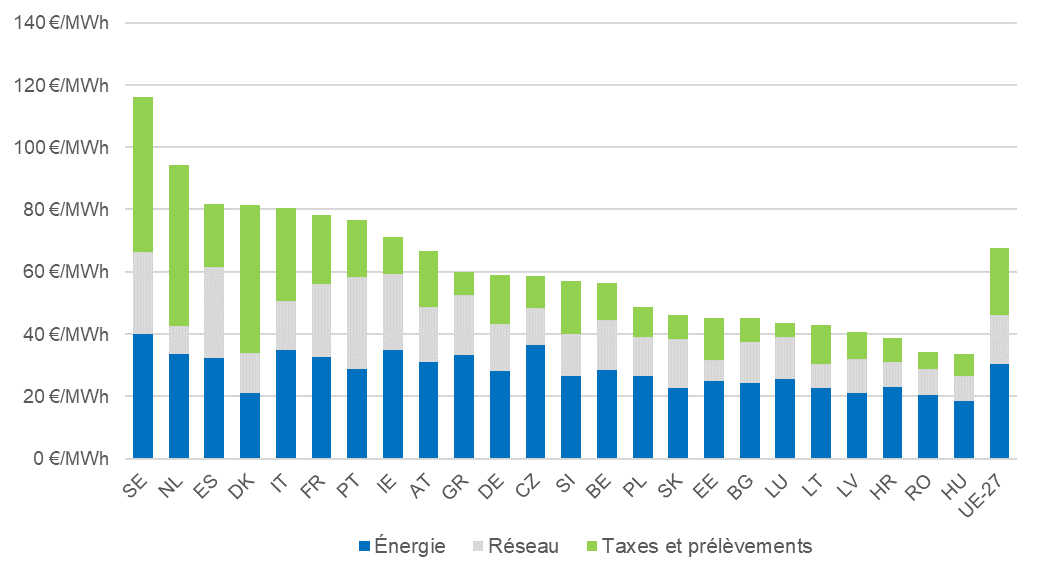 140 €/MWh
120 €/MWh
100 €/MWh
80 €/MWh
60 €/MWh
40 €/MWh
20 €/MWh
0 €/MWh
SE NL ES DK IT FR PT IE AT GR DE CZ SI BE PL SK EE BG LU LT LV HR RO HU UE-27
Énergie Réseau Taxes et prélèvements